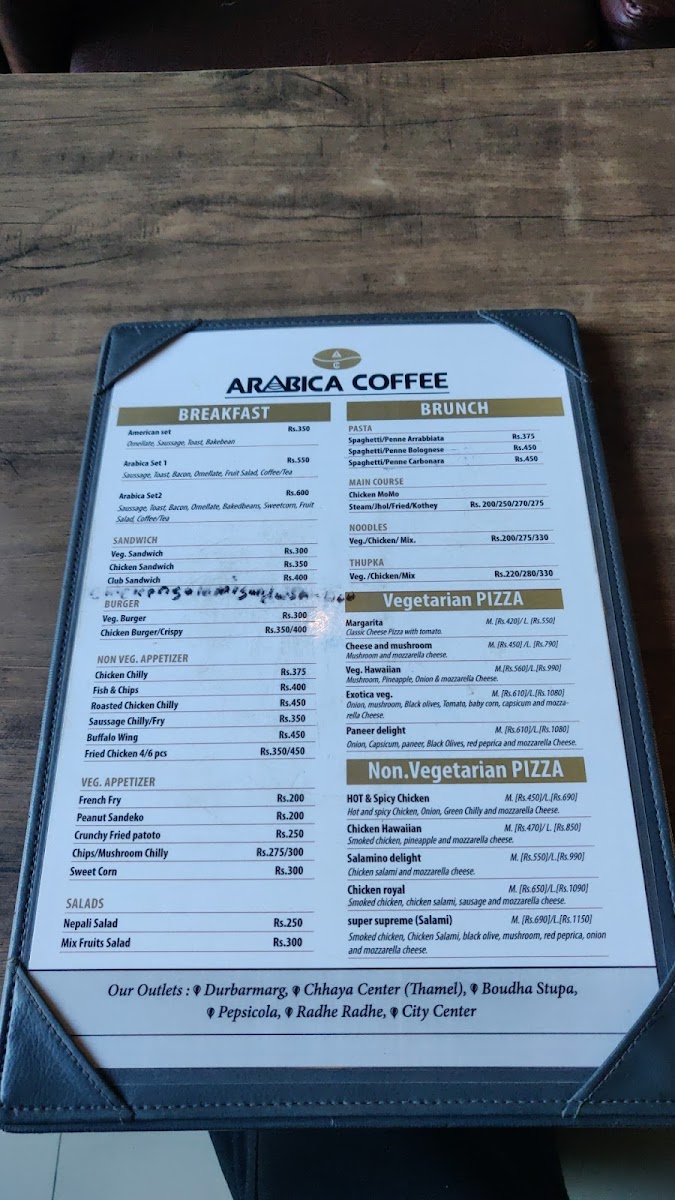 A
C
ARABICA COFFEE
BREAKFAST
American set Rs.350
Omellate, Sausage, Toast, Bakebean
Arabica Set 1 Rs.550
Sausage, Toast, Bacon, Omellate, Fruit Salad, Coffee/Tea
Arabica Set2 Rs.600
Sausage, Toast, Bacon, Omellate, Bakedbeans, Sweetcorn, Fruit
Salad, Coffee/Tea
SANDWICH
Veg. Sandwich Rs.300
Chicken Sandwich Rs.350
Club Sandwich Rs.400
BURGER
Veg. Burger Rs.300
Chicken Burger/Crispy Rs.350/400
NON VEG. APPETIZER
Chicken Chilly Rs.375
Fish & Chips Rs.400
Roasted Chicken Chilly Rs.450
Saussage Chilly/Fry Rs.350
Buffalo Wing Rs.450
Fried Chicken 4/6 pcs Rs.350/450
VEG. APPETIZER
French Fry Rs.200
Peanut Sandeko Rs.200
Crunchy Fried patoto Rs.250
Chips/Mushroom Chilly Rs.275/300
Sweet Corn Rs.300
SALADS
Nepali Salad Rs.250
Mix Fruits Salad Rs.300
BRUNCH
PASTA
Spaghetti/Penne Arrabbiata Rs.375
Spaghetti/Penne Bolognese Rs.450
Spaghetti/Penne Carbonara Rs.450
MAIN COURSE
Chicken MoMo
Steam/Jhol/Fried/Kothey Rs. 200/250/270/275
NOODLES
Veg./Chicken/ Mix. Rs.200/275/330
THUPKA
Veg. /Chicken/Mix Rs.220/280/330
Vegetarian PIZZA
Margarita M. [Rs.420]/L. [Rs.550]
Classic Cheese Pizza with tomato.
Cheese and mushroom M. [Rs.450] /L. [Rs.790]
Mushroom and mozzarella cheese.
Veg. Hawaiian M.[Rs.560]/L.[Rs.990]
Mushroom, Pineapple, Onion & mozzarella Cheese.
Exotica veg. M. [Rs.610]/L.[Rs.1080]
Onion, mushroom, Black olives, Tomato, baby corn, capsicum and mozza-
rella Cheese.
Paneer delight M. [Rs.610]/L.[Rs.1080]
Onion, Capsicum, paneer, Black Olives, red peprica and mozzarella Cheese.
Non.Vegetarian PIZZA
HOT & Spicy Chicken M. [Rs.450]/L.[Rs.690]
Hot and spicy Chicken, Onion, Green Chilly and mozzarella Cheese.
Chicken Hawaiian M. [Rs.470]/ L. [Rs.850]
Smoked chicken, pineapple and mozzarella cheese.
Salamino delight M. [Rs.550]/L.[Rs.990]
Chicken salami and mozzarella cheese.
Chicken royal M. [Rs.650]/L.[Rs.1090]
Smoked chicken, chicken salami, sausage and mozzarella cheese.
super supreme (Salami) M. [Rs.690]/L.[Rs.1150]
Smoked chicken, Chicken Salami, black olive, mushroom, red peprica, onion
and mozzarella cheese.
Our Outlets : Durbarmarg, Chhaya Center (Thamel), Boudha Stupa,
Pepsicola, Radhe Radhe, City Center